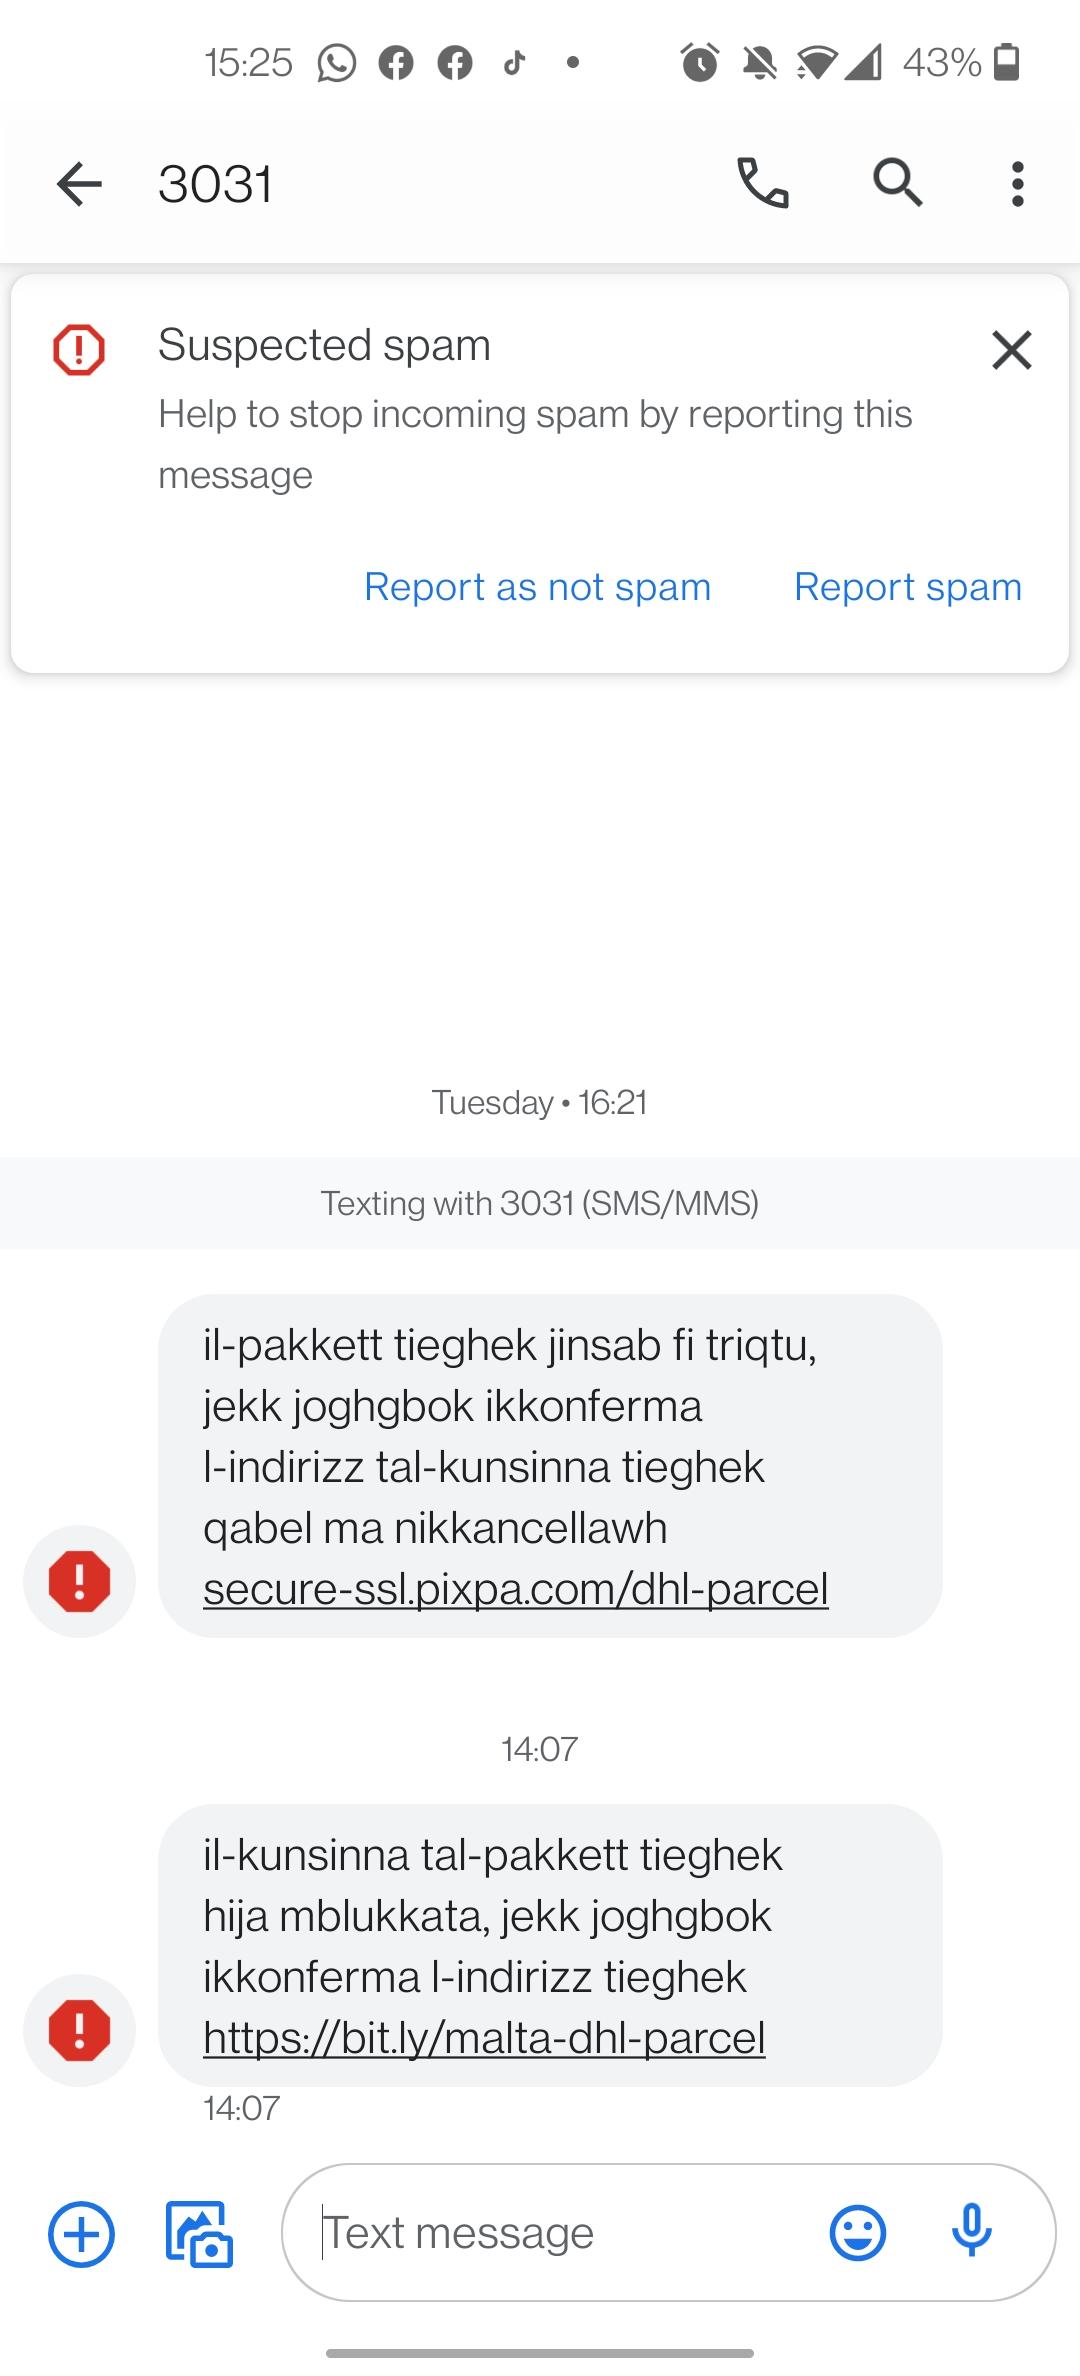 15:25 43%
3031
Suspected spam
Help to stop incoming spam by reporting this
message
Report as not spam Report spam
Tuesday • 16:21
Texting with 3031 (SMS/MMS)
il-pakkett tieghek jinsab fi triqtu,
jekk joghgbok ikkonferma
l-indirizz tal-kunsinna tieghek
qabel ma nikkancellawh
secure-ssl.pixpa.com/dhl-parcel
14:07
il-kunsinna tal-pakkett tieghek
hija mblukkata, jekk joghgbok
ikkonferma l-indirizz tieghek
https://bit.ly/malta-dhl-parcel
14:07
Text message